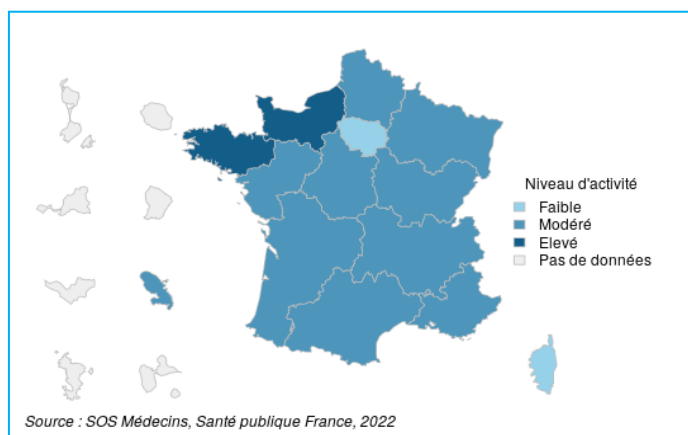 Niveau d'activité
Faible
Modéré
Elevé
Pas de données
Source : SOS Médecins, Santé publique France, 2022